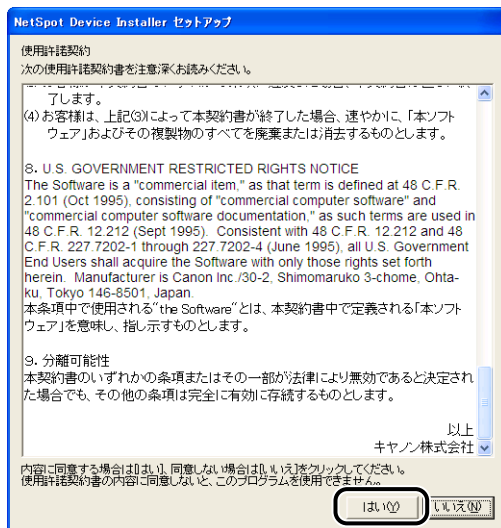 NetSpot Device Installer セットアップ
使用許諾契約
次の使用許諾契約書を注意深くお読みください。
了します。
(4)お客様は、上記(3)によって本契約書が終了した場合、速やかに、「本ソフト
ウェア」およびその複製物のすべてを廃棄または消去するものとします。
8. U.S. GOVERNMENT RESTRICTED RIGHTS NOTICE
The Software is a "commercial item," as that term is defined at 48 C.F.R.
2.101 (Oct 1995), consisting of "commercial computer software" and
"commercial computer software documentation," as such terms are used in
48 C.F.R. 12.212 (Sept 1995).  Consistent with 48 C.F.R. 12.212 and 48
C.F.R. 227.7202-1 through 227.7202-4 (June 1995), all U.S. Government
End Users shall acquire the Software with only those rights set forth
herein.  Manufacturer is Canon Inc./30-2, Shimomaruko 3-chome, Ohta-
ku, Tokyo 146-8501, Japan.
本条項中で使用される"the Software"とは、本契約書中で定義される「本ソフト
ウェア」を意味し、指し示すものとします。
9. 分離可能性
本契約書のいずれかの条項またはその一部が法律により無効であると決定され
た場合でも、その他の条項は完全に有効に存続するものとします。
以上
キヤノン株式会社
内容に同意する場合は[はい]、同意しない場合は[いいえ]をクリックしてください。
使用許諾契約書の内容に同意しないと、このプログラムを使用できません。
はい(Y)
いいえ(N)